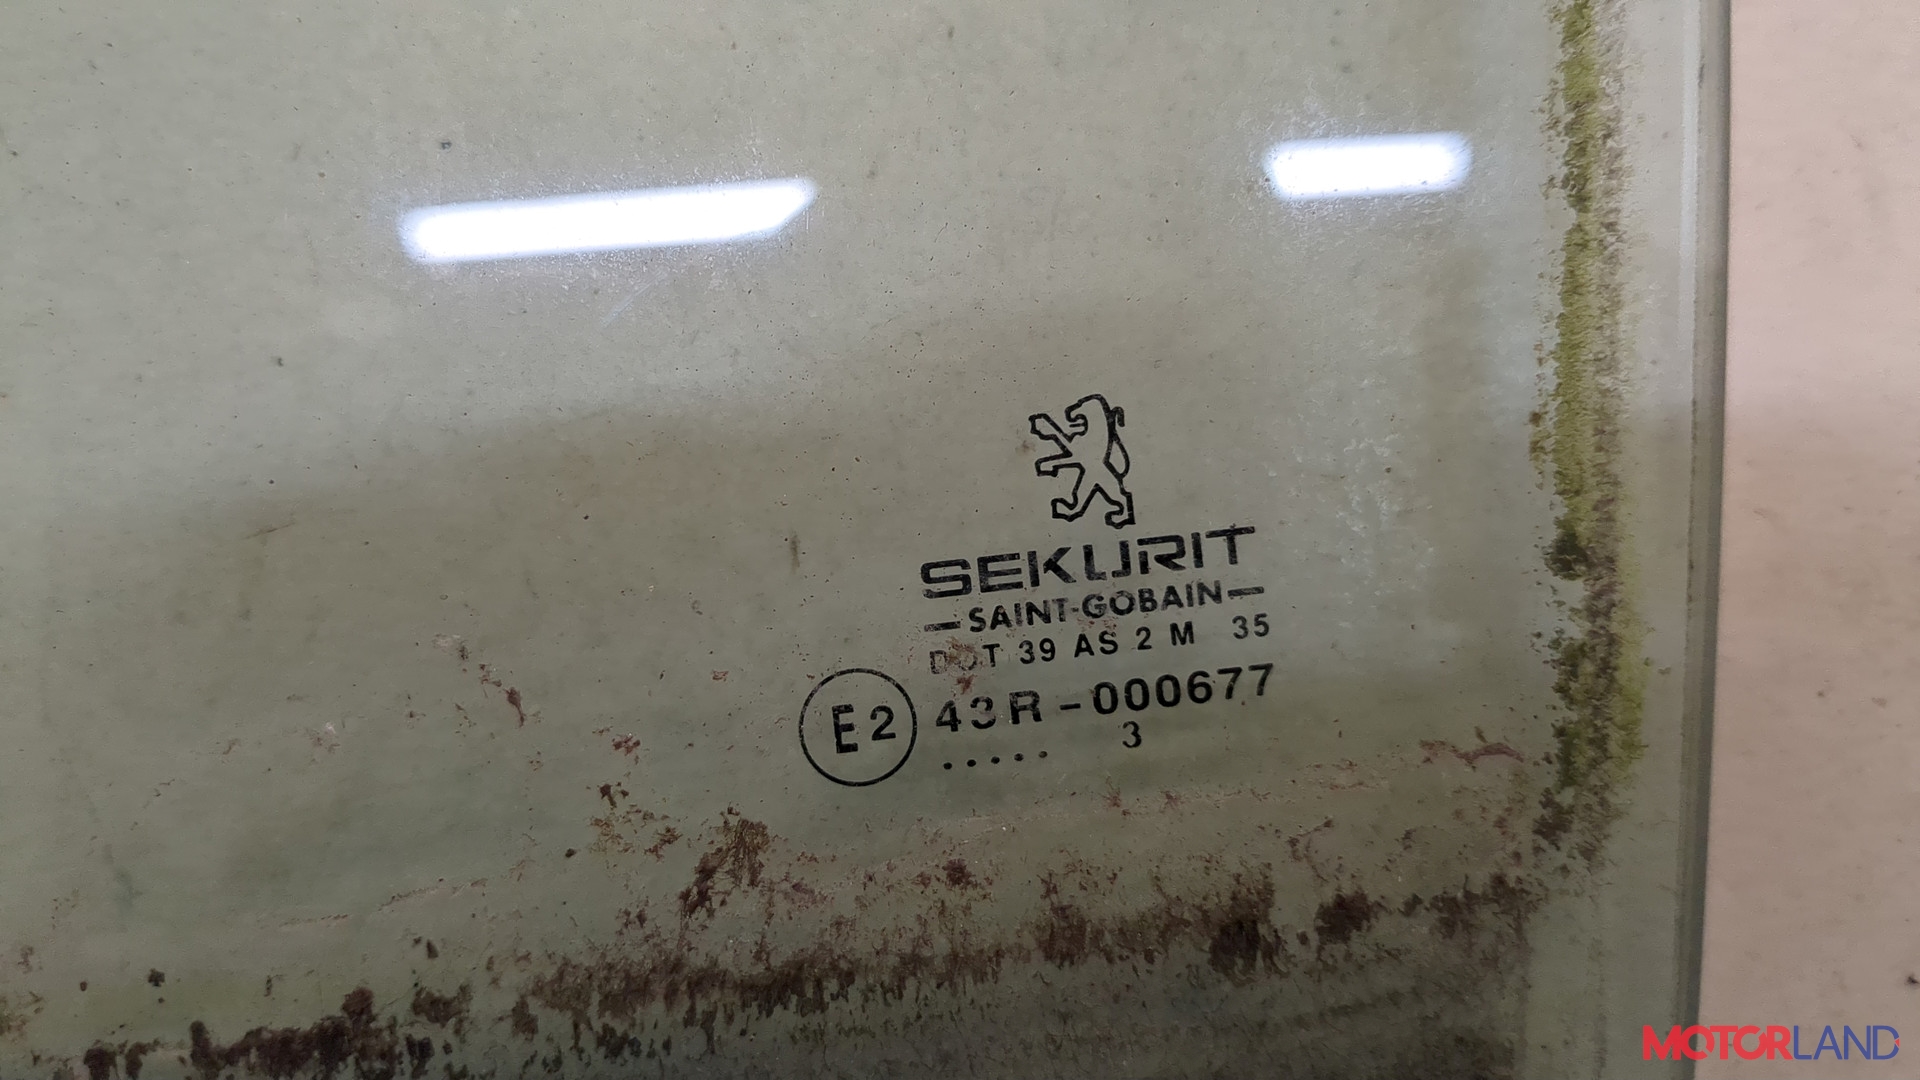 SEKURIT
—SAINT-GOBAIN—
DOT 39 AS 2 M 35
E2 43R-000677
..... 3
MOTORLAND